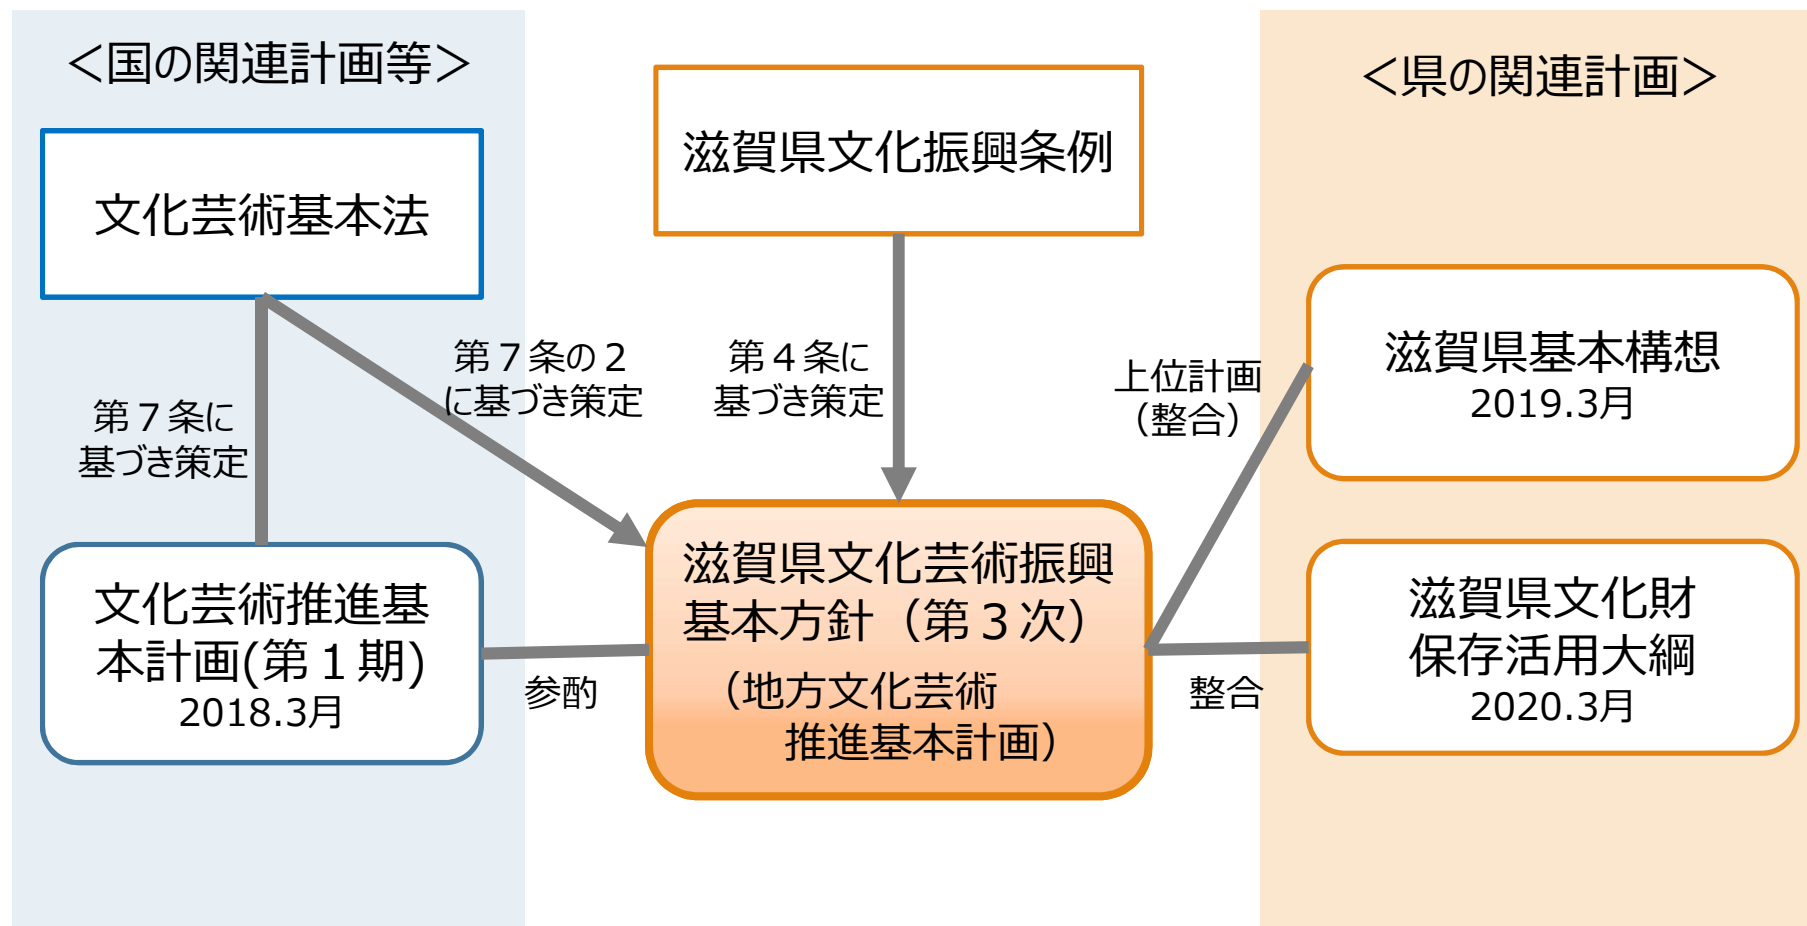 ＜国の関連計画等＞
文化芸術基本法
第７条に
基づき策定
第７条の２
に基づき策定
文化芸術推進基
本計画(第１期)
2018.3月
参酌
滋賀県文化振興条例
第４条に
基づき策定
滋賀県文化芸術振興
基本方針（第３次）
（地方文化芸術
推進基本計画）
＜県の関連計画＞
上位計画
（整合）
滋賀県基本構想
2019.3月
整合
滋賀県文化財
保存活用大綱
2020.3月